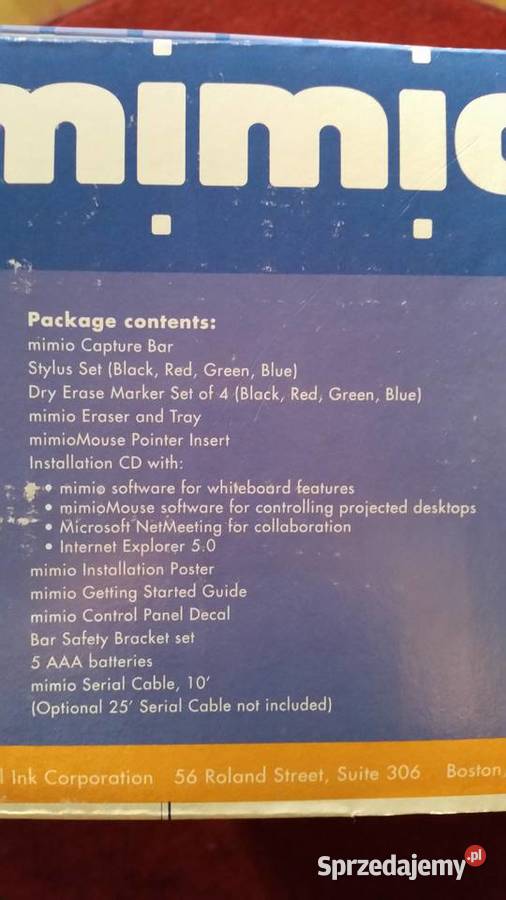 mimio
Package contents:
mimio Capture Bar
Stylus Set (Black, Red, Green, Blue)
Dry Erase Marker Set of 4 (Black, Red, Green, Blue)
mimio Eraser and Tray
mimioMouse Pointer Insert
Installation CD with:
• mimio software for whiteboard features
• mimioMouse software for controlling projected desktops
• Microsoft NetMeeting for collaboration
• Internet Explorer 5.0
mimio Installation Poster
mimio Getting Started Guide
mimio Control Panel Decal
Bar Safety Bracket set
5 AAA batteries
mimio Serial Cable, 10’
(Optional 25’ Serial Cable not included)
l Ink Corporation 56 Roland Street, Suite 306 Boston,
Sprzedajemy.pl